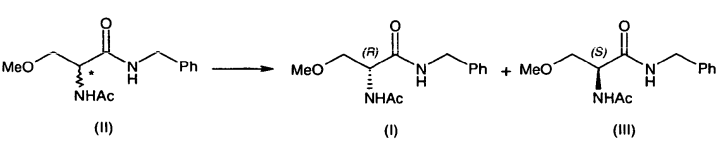 O
MeO
*
N
H
Ph
NHAc
(II)
(R)
O
MeO
N
H
Ph
NHAc
(I)
+
(S)
O
MeO
N
H
Ph
NHAc
(III)